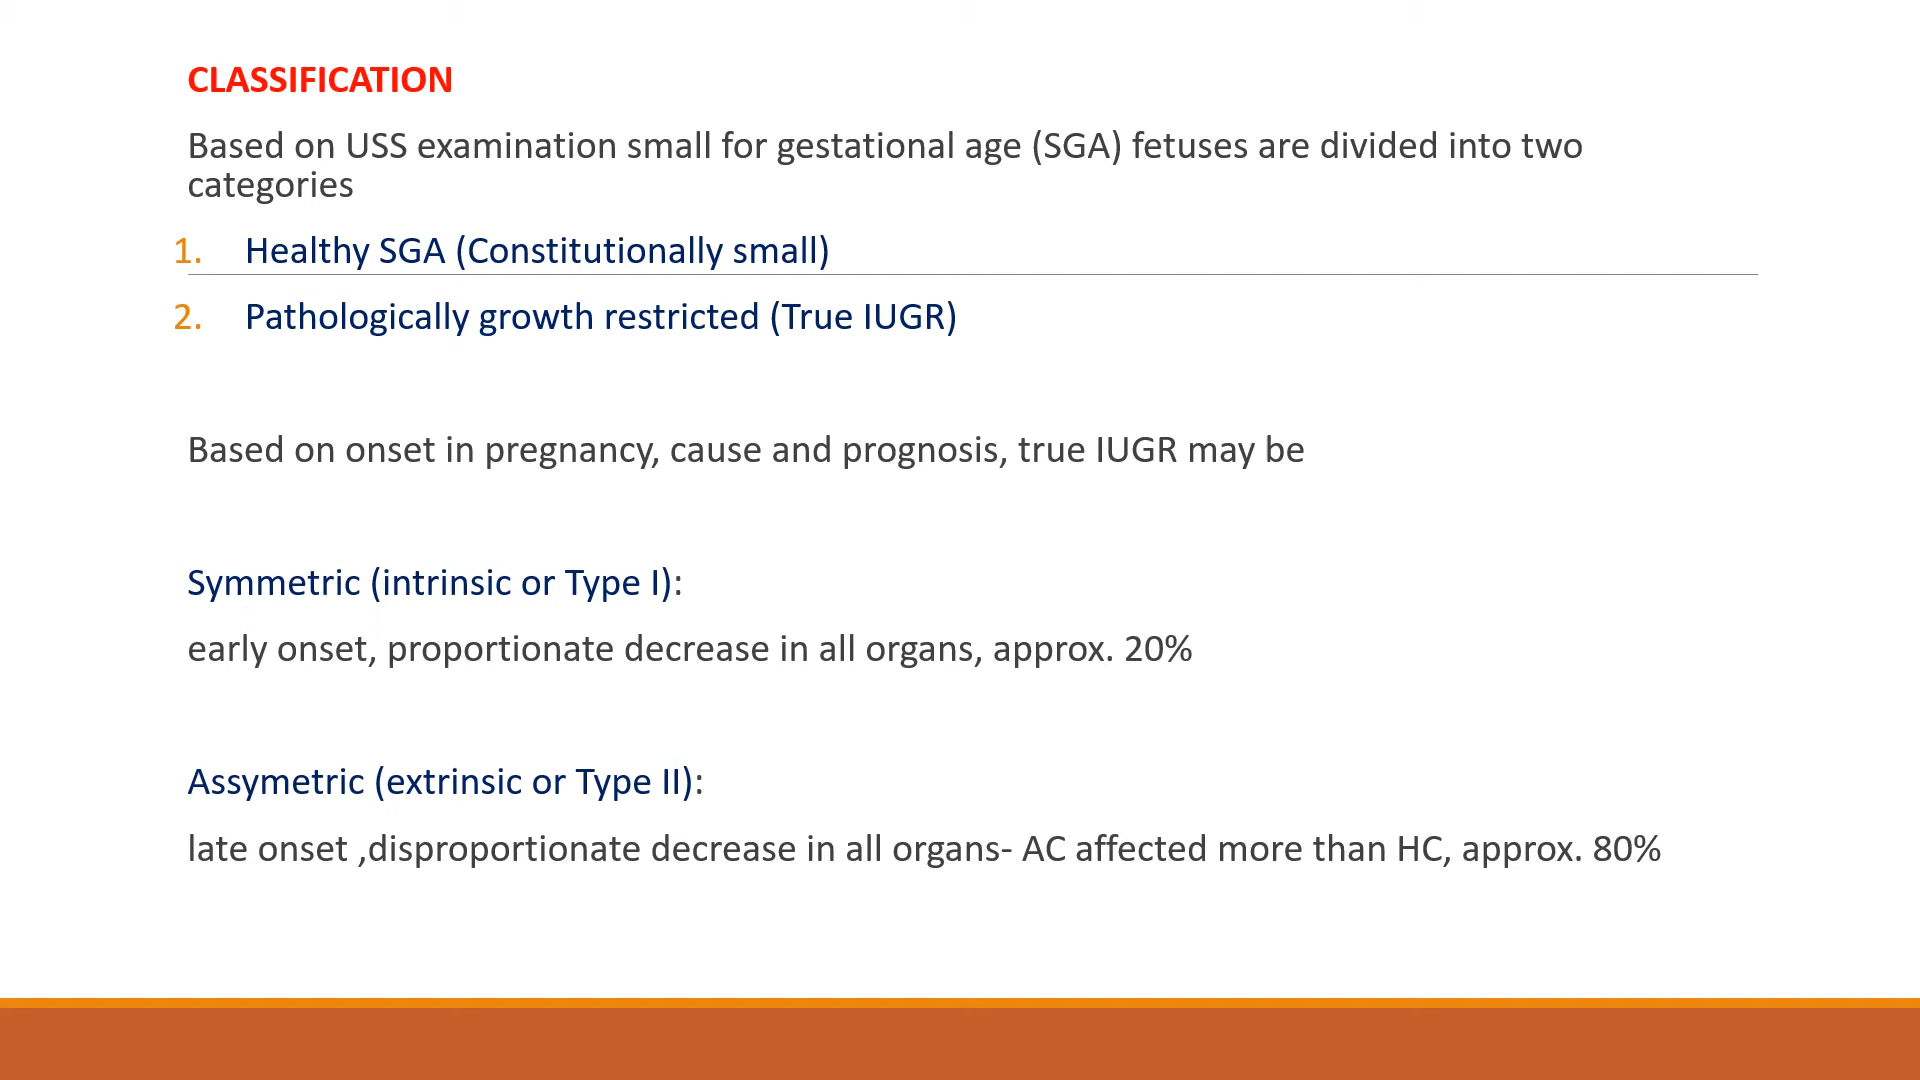 CLASSIFICATION
Based on USS examination small for gestational age (SGA) fetuses are divided into two
categories
1. Healthy SGA (Constitutionally small)
2. Pathologically growth restricted (True IUGR)
Based on onset in pregnancy, cause and prognosis, true IUGR may be
Symmetric (intrinsic or Type I):
early onset, proportionate decrease in all organs, approx. 20%
Assymetric (extrinsic or Type II):
late onset ,disproportionate decrease in all organs- AC affected more than HC, approx. 80%